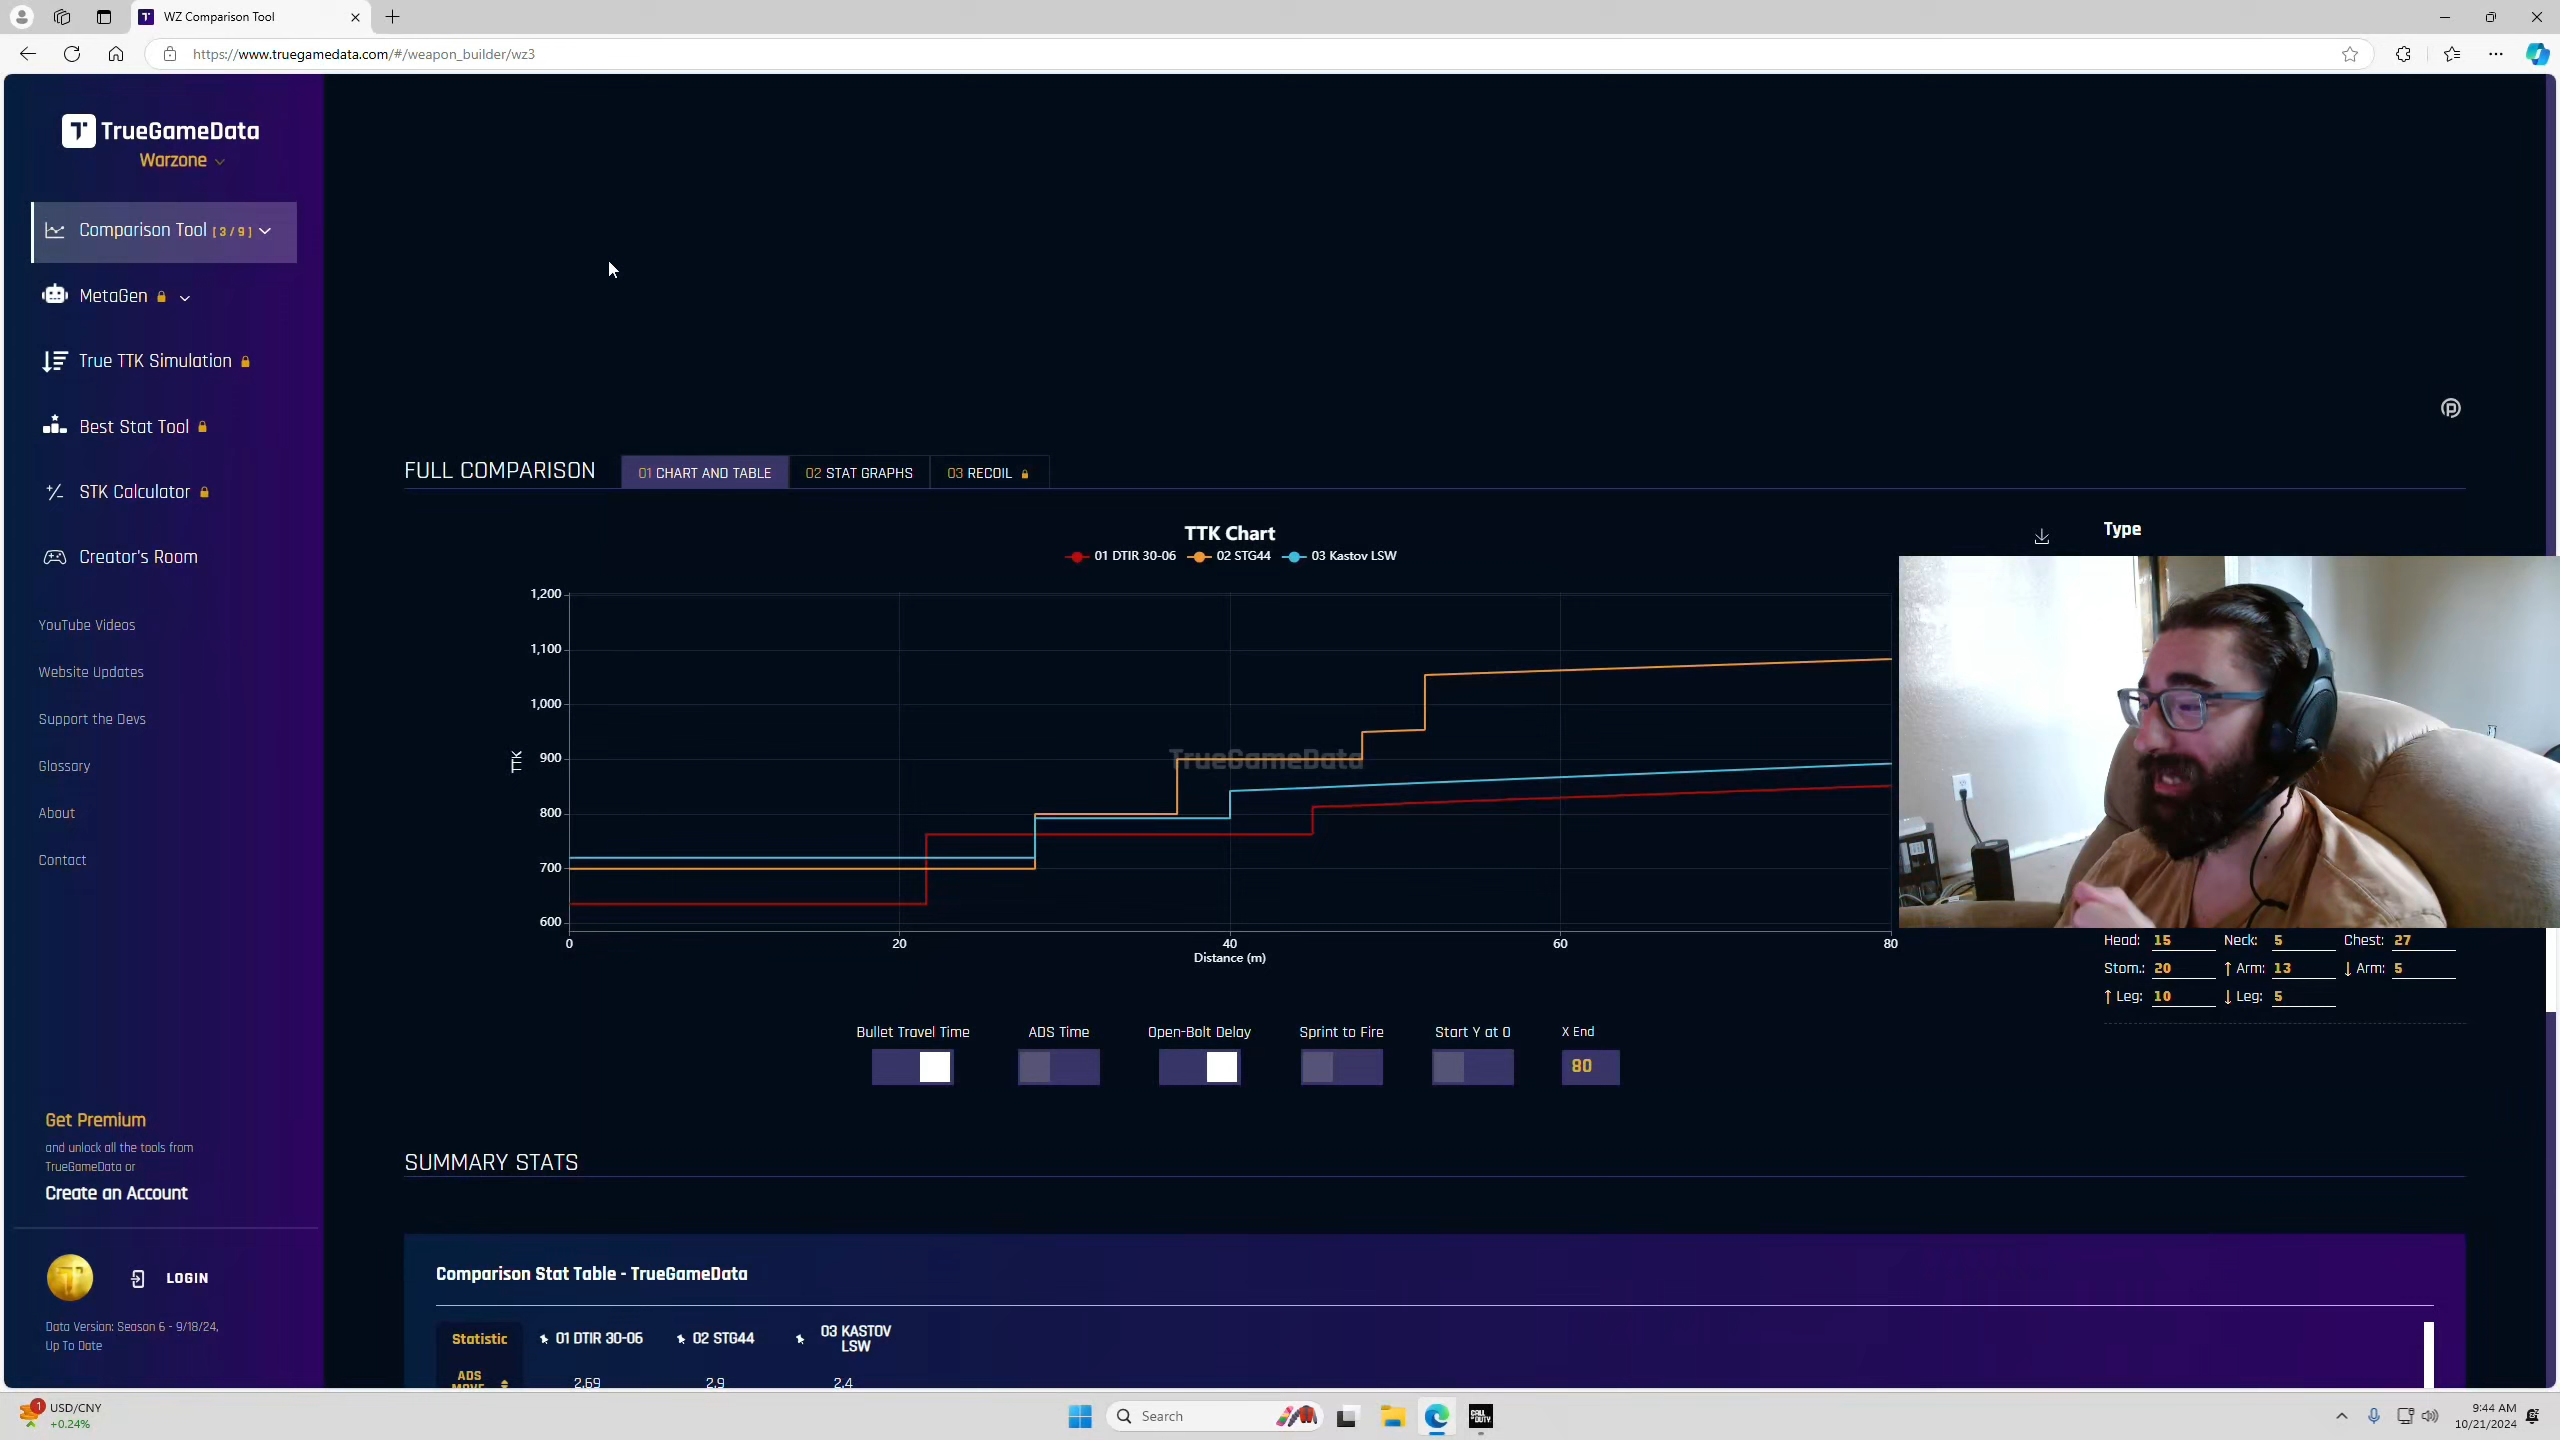 WZ Comparison Tool
https://www.truegamedata.com/#/weapon_builder/wz3
TrueGameData
Warzone
Comparison Tool [3/9]
MetaGen
True TTK Simulation
Best Stat Tool
STK Calculator
Creator's Room
YouTube Videos
Website Updates
Support the Devs
Glossary
About
Contact
Get Premium
and unlock all the tools from
TrueGameData or
Create an Account
LOGIN
Data Version: Season 6 - 9/18/24,
Up To Date
FULL COMPARISON
01 CHART AND TABLE
02 STAT GRAPHS
03 RECOIL
TTK Chart
01 DTIR 30-06
02 STG44
03 Kastov LSW
Type
1,200
1,100
1,000
900
800
700
600
TTK
TrueGameData
0
20
40
60
80
Distance (m)
Head: 15 Neck: 5 Chest: 27
Stom.: 20 ↑ Arm: 13 ↓ Arm: 5
↑ Leg: 10 ↓ Leg: 5
Bullet Travel Time
ADS Time
Open-Bolt Delay
Sprint to Fire
Start Y at 0
X End
80
SUMMARY STATS
Comparison Stat Table - TrueGameData
Statistic
01 DTIR 30-06
02 STG44
03 KASTOV
LSW
ADS
MOVE
2.69
2.9
2.4
1
USD/CNY
+0.24%
Search
CALL OF DUTY
9:44 AM
10/21/2024